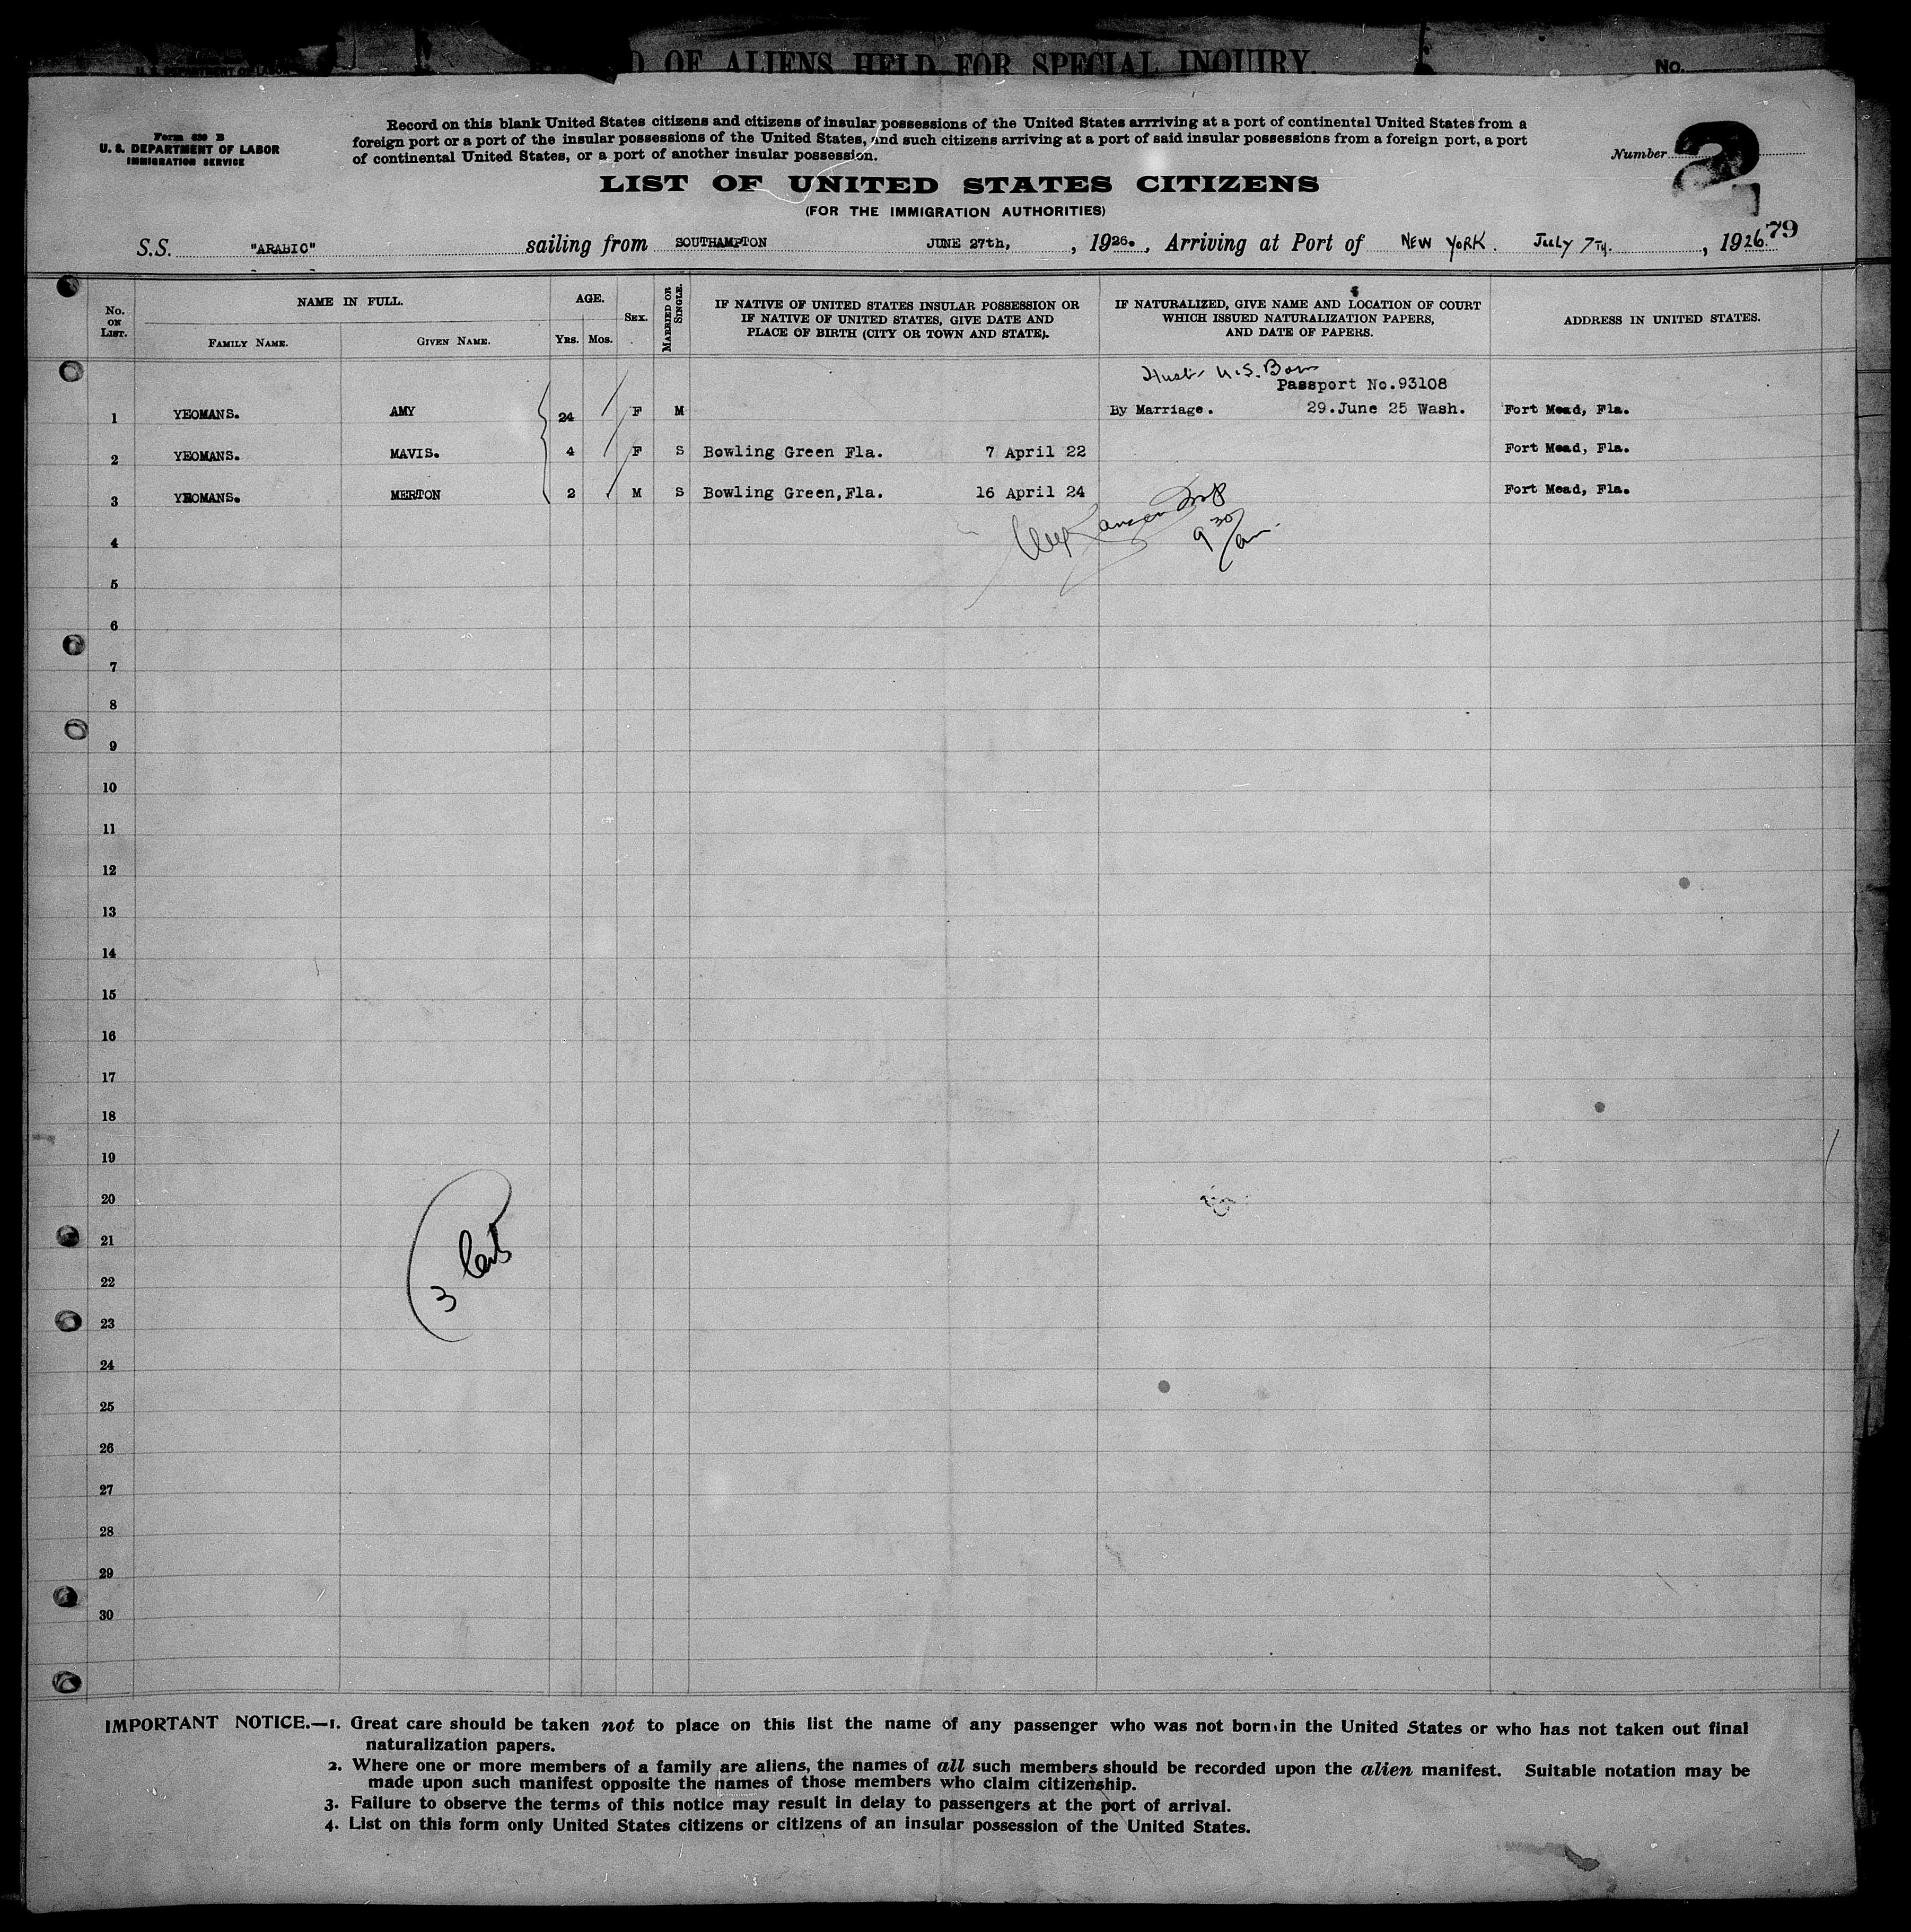 D OF ALIENS HELD FOR SPECIAL INQUIRY.
No.
Form 630 B
U. S. DEPARTMENT OF LABOR
IMMIGRATION SERVICE
Record on this blank United States citizens and citizens of insular possessions of the United States arrriving at a port of continental United States from a
foreign port or a port of the insular possessions of the United States, and such citizens arriving at a port of said insular possessions from a foreign port, a port
of continental United States, or a port of another insular possession.
Number 2
LIST OF UNITED STATES CITIZENS
(FOR THE IMMIGRATION AUTHORITIES)
79
S.S. "ARABIC" sailing from SOUTHAMPTON JUNE 27th, , 1926. , Arriving at Port of NEW YORK. July 7TH. , 1926.
No. ON LIST.
NAME IN FULL.
FAMILY NAME.
GIVEN NAME.
AGE.
YRS. MOS.
SEX.
MARRIED OR SINGLE.
IF NATIVE OF UNITED STATES INSULAR POSSESSION OR
IF NATIVE OF UNITED STATES, GIVE DATE AND
PLACE OF BIRTH (CITY OR TOWN AND STATE).
IF NATURALIZED, GIVE NAME AND LOCATION OF COURT
WHICH ISSUED NATURALIZATION PAPERS,
AND DATE OF PAPERS.
ADDRESS IN UNITED STATES.
Husb U.S. Born
Passport No.93108
1 YEOMANS. AMY 24 F M By Marriage. 29.June 25 Wash. Fort Mead, Fla.
2 YEOMANS. MAVIS. 4 F S Bowling Green Fla. 7 April 22 Fort Mead, Fla.
3 YEOMANS. MERTON 2 M S Bowling Green,Fla. 16 April 24 Fort Mead, Fla.
9 30/am.
4
5
6
7
8
9
10
11
12
13
14
15
16
17
18
19
20
21
22
23
24
25
26
27
28
29
30
3
IMPORTANT NOTICE.—1. Great care should be taken not to place on this list the name of any passenger who was not born in the United States or who has not taken out final
naturalization papers.
2. Where one or more members of a family are aliens, the names of all such members should be recorded upon the alien manifest. Suitable notation may be
made upon such manifest opposite the names of those members who claim citizenship.
3. Failure to observe the terms of this notice may result in delay to passengers at the port of arrival.
4. List on this form only United States citizens or citizens of an insular possession of the United States.